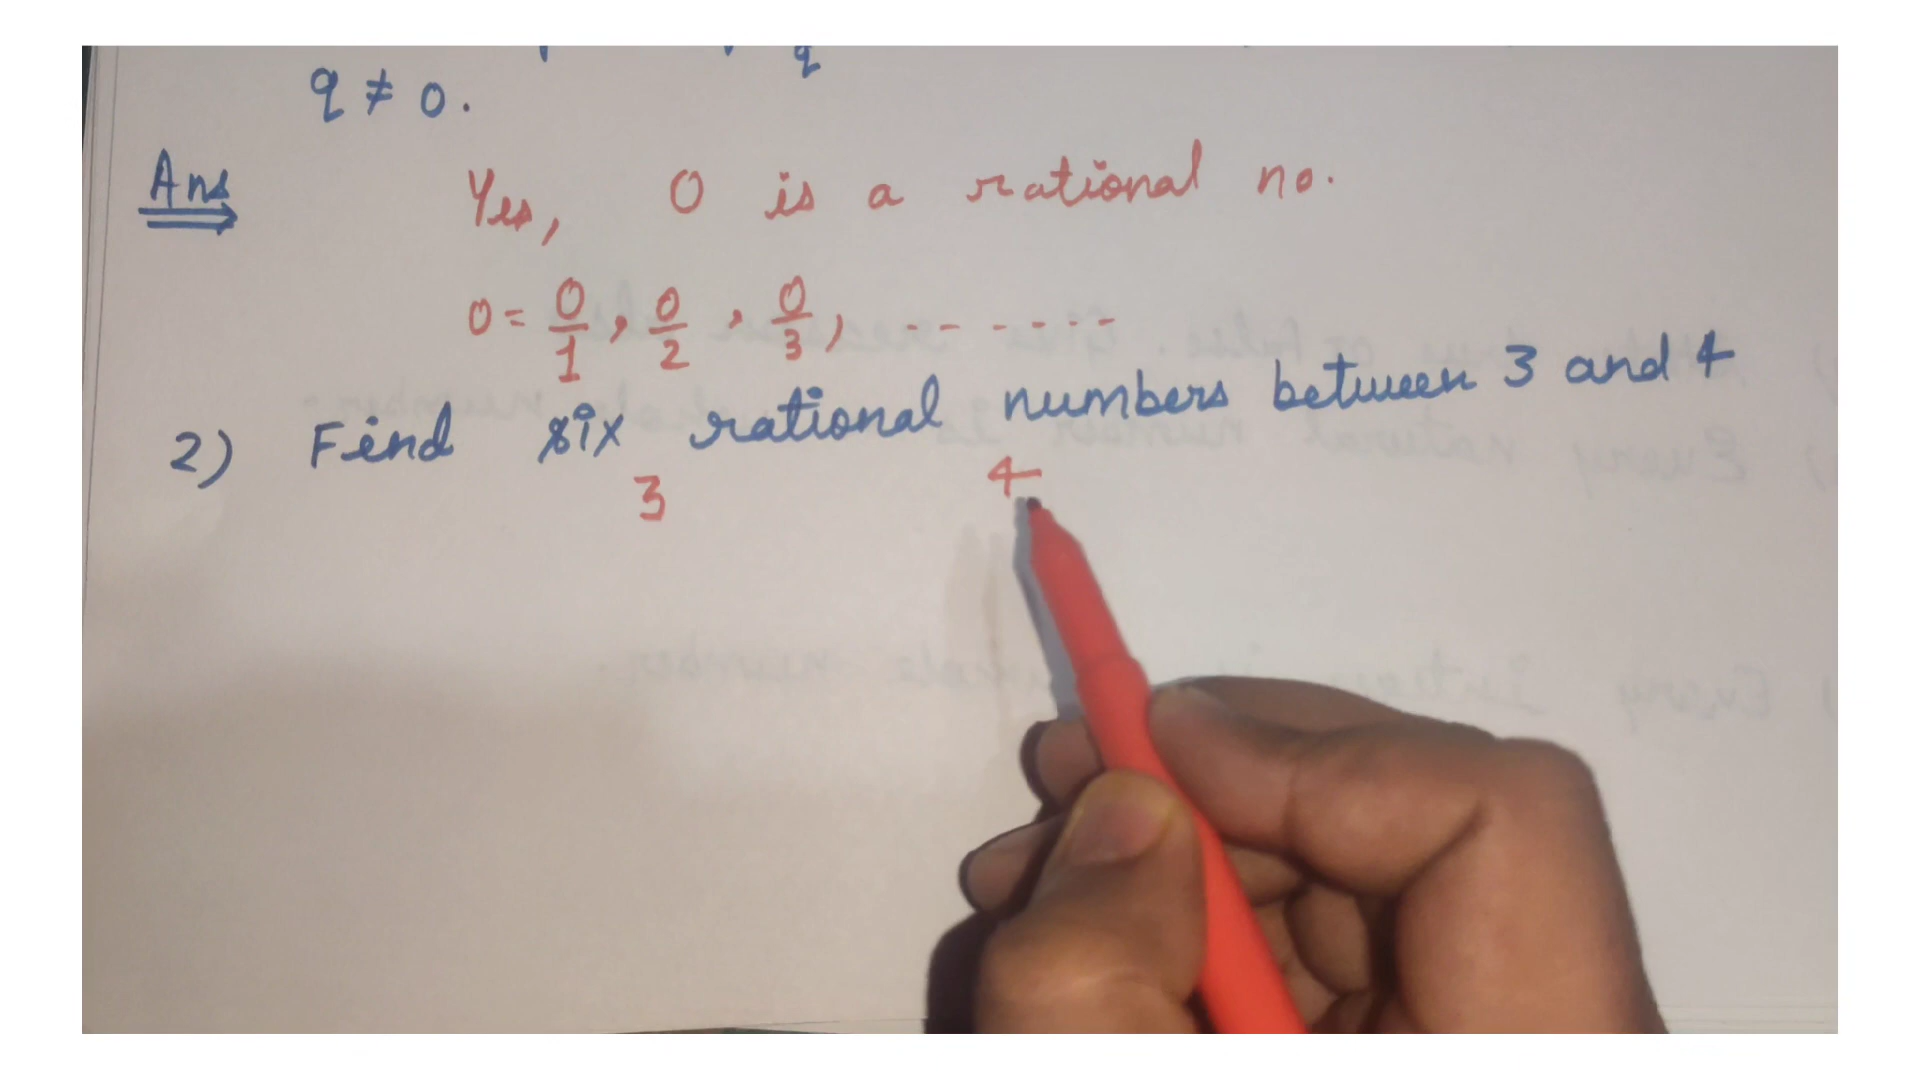 q ≠ 0.
Ans
Yes, 0 is a rational no.
0 = 0/1, 0/2, 0/3, -------
2) Find six rational numbers between 3 and 4
3 4